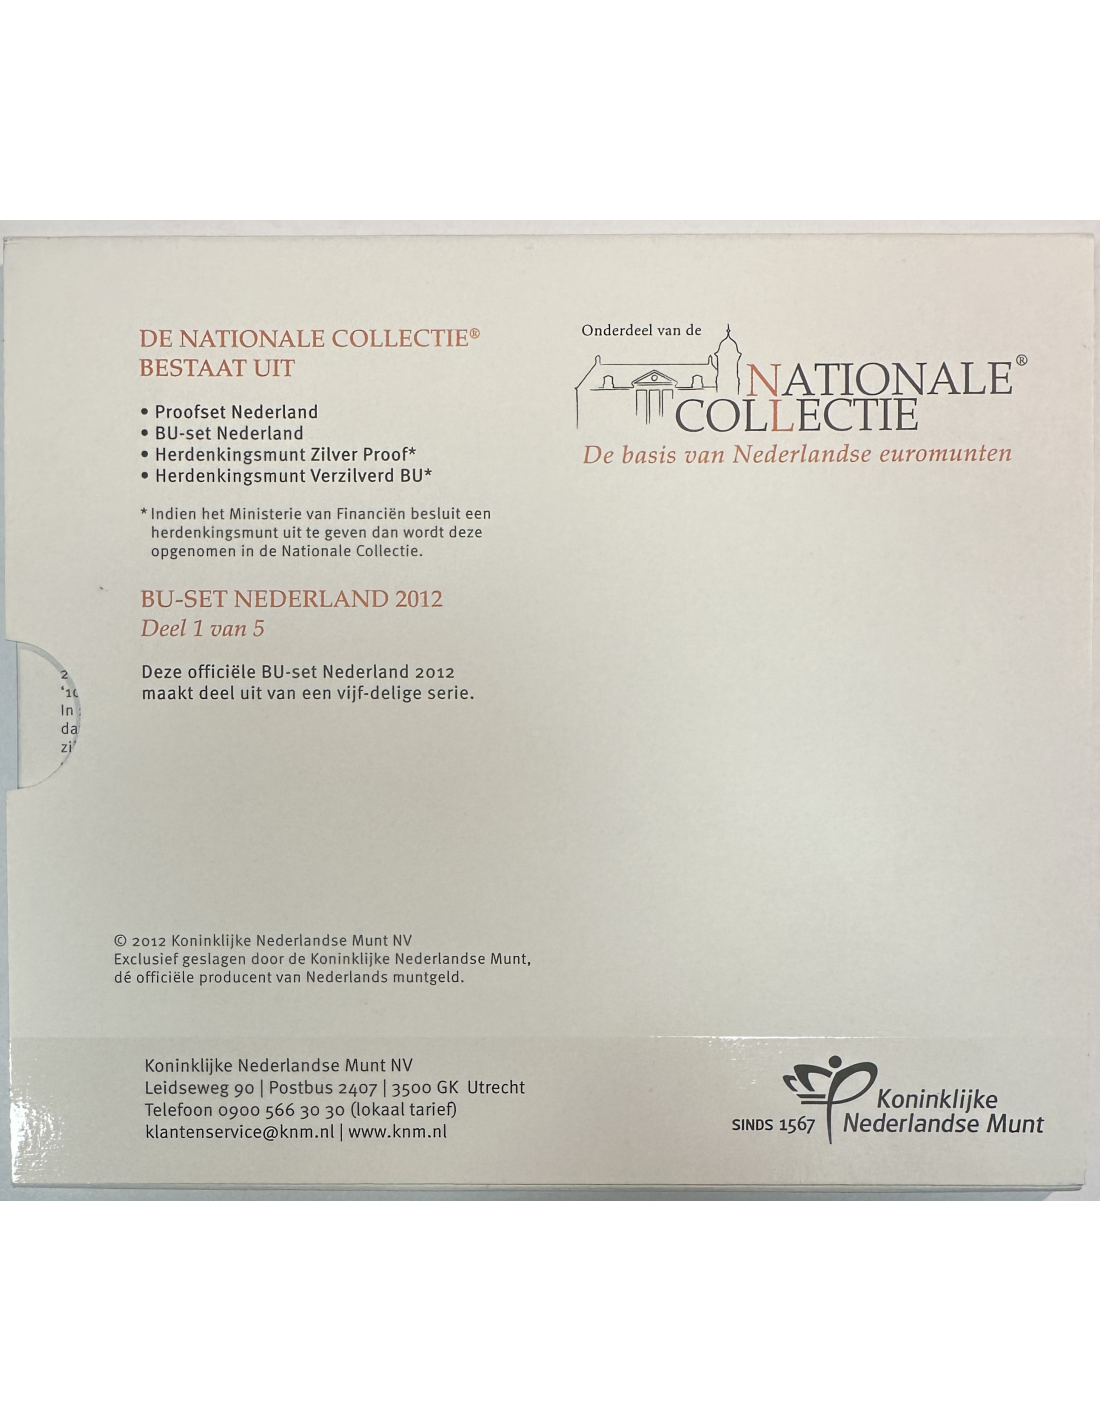 DE NATIONALE COLLECTIE®
BESTAAT UIT
• Proofset Nederland
• BU-set Nederland
• Herdenkingsmunt Zilver Proof*
• Herdenkingsmunt Verzilverd BU*
* Indien het Ministerie van Financiën besluit een
herdenkingsmunt uit te geven dan wordt deze
opgenomen in de Nationale Collectie.
BU-SET NEDERLAND 2012
Deel 1 van 5
Deze officiële BU-set Nederland 2012
maakt deel uit van een vijf-delige serie.
Onderdeel van de
NATIONALE®
COLLECTIE
De basis van Nederlandse euromunten
2
In
da
© 2012 Koninklijke Nederlandse Munt NV
Exclusief geslagen door de Koninklijke Nederlandse Munt,
dé officiële producent van Nederlands muntgeld.
Koninklijke Nederlandse Munt NV
Leidseweg 90 | Postbus 2407 | 3500 GK Utrecht
Telefoon 0900 566 30 30 (lokaal tarief)
klantenservice@knm.nl | www.knm.nl
SINDS 1567
Koninklijke
Nederlandse Munt